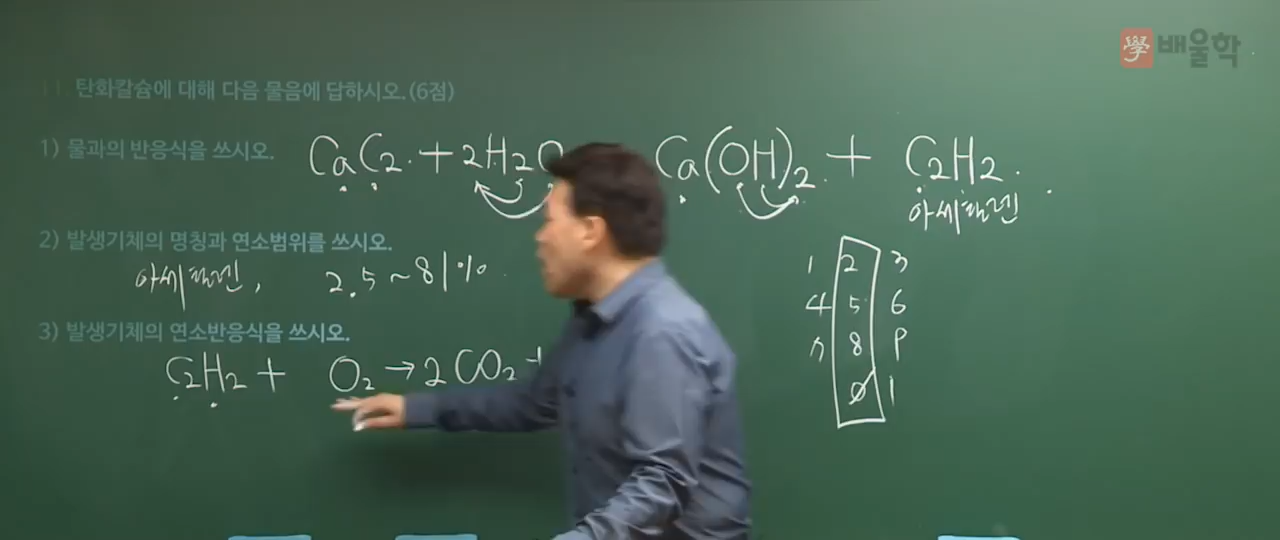 學 배울학
11 탄화칼슘에 대해 다음 물음에 답하시오.(6점)
1) 물과의 반응식을 쓰시오.
CaC2 + 2H2O Ca(OH)2 + C2H2
아세틸렌
2) 발생기체의 명칭과 연소범위를 쓰시오.
아세틸렌, 2.5~81%
3) 발생기체의 연소반응식을 쓰시오.
C2H2 + O2 → 2CO2 +
1 2 3
4 5 6
7 8 9
0 1